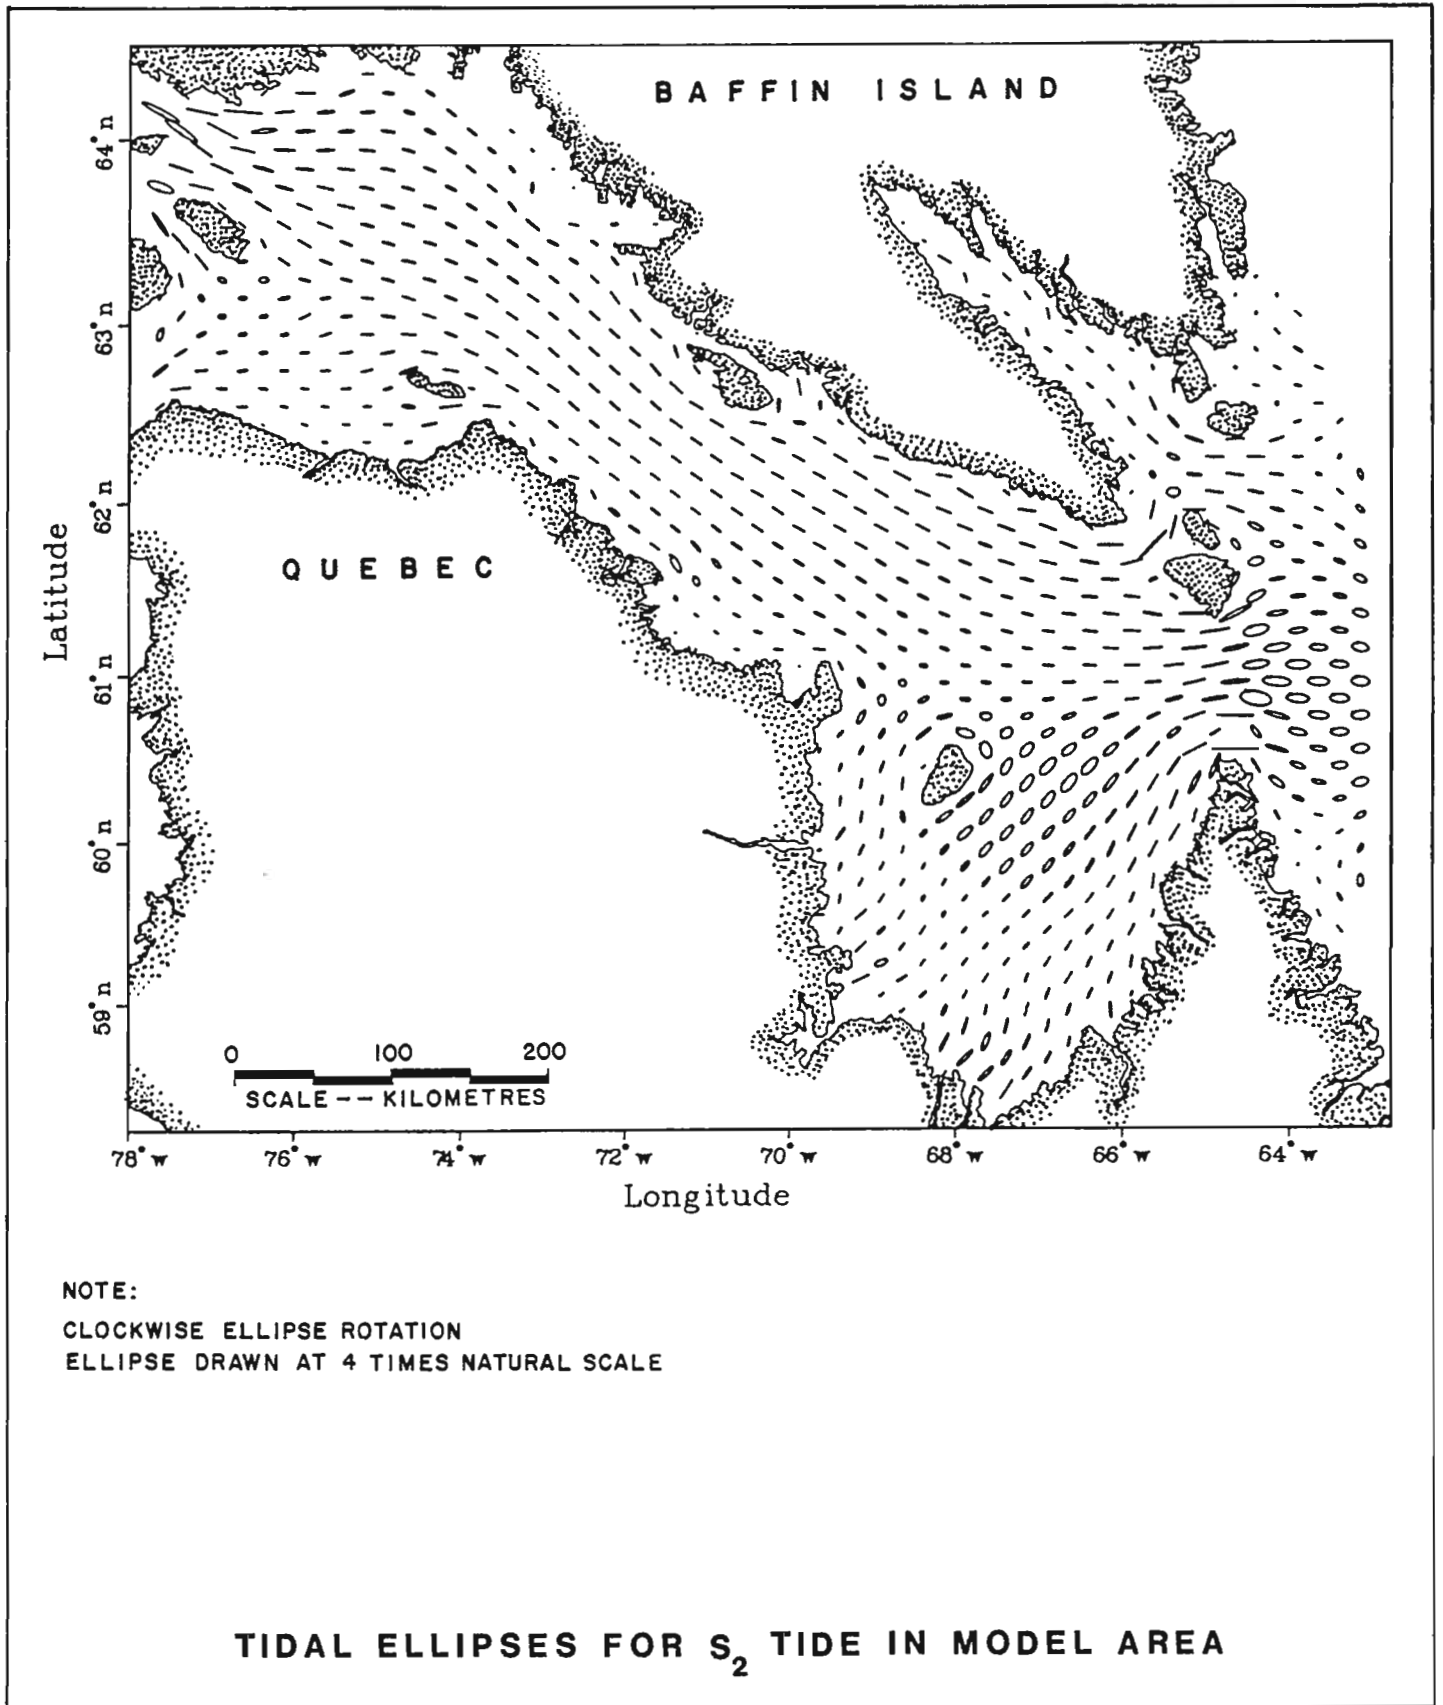 BAFFIN ISLAND
64°n
63°n
62°n
61°n
60°n
59°n
Latitude
QUEBEC
0 100 200
SCALE -- KILOMETRES
78°w 76°w 74°w 72°w 70°w 68°w 66°w 64°w
Longitude
NOTE:
CLOCKWISE ELLIPSE ROTATION
ELLIPSE DRAWN AT 4 TIMES NATURAL SCALE
TIDAL ELLIPSES FOR S2 TIDE IN MODEL AREA